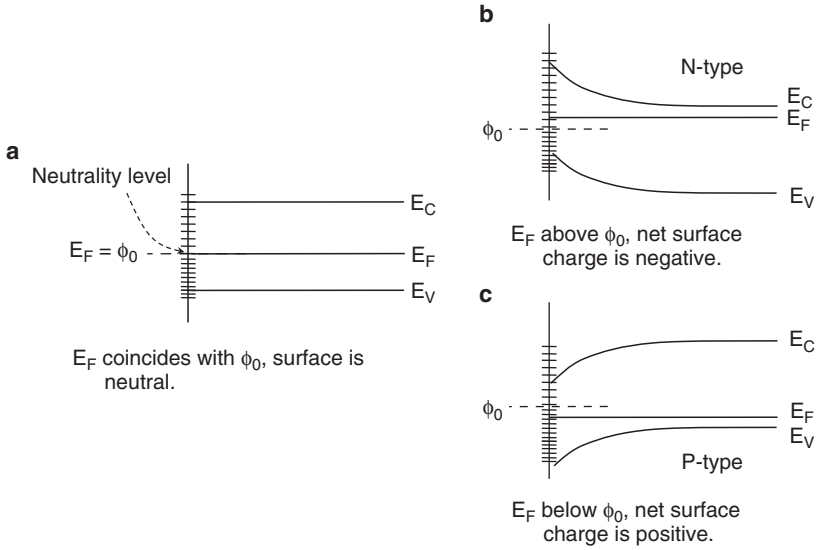 a
Neutrality level
E_C
E_F = ϕ_0
E_F
E_V
E_F coincides with ϕ_0, surface is
neutral.
b
N-type
E_C
E_F
ϕ_0
E_V
E_F above ϕ_0, net surface
charge is negative.
c
E_C
ϕ_0
E_F
E_V
P-type
E_F below ϕ_0, net surface
charge is positive.